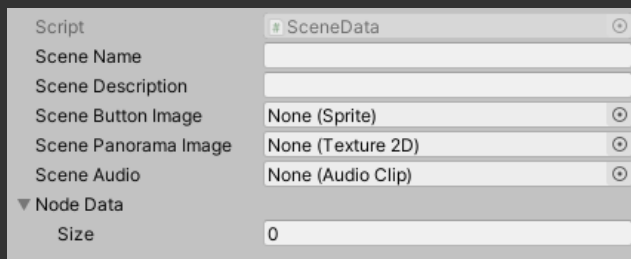 Script # SceneData
Scene Name
Scene Description
Scene Button Image None (Sprite)
Scene Panorama Image None (Texture 2D)
Scene Audio None (Audio Clip)
Node Data
Size 0